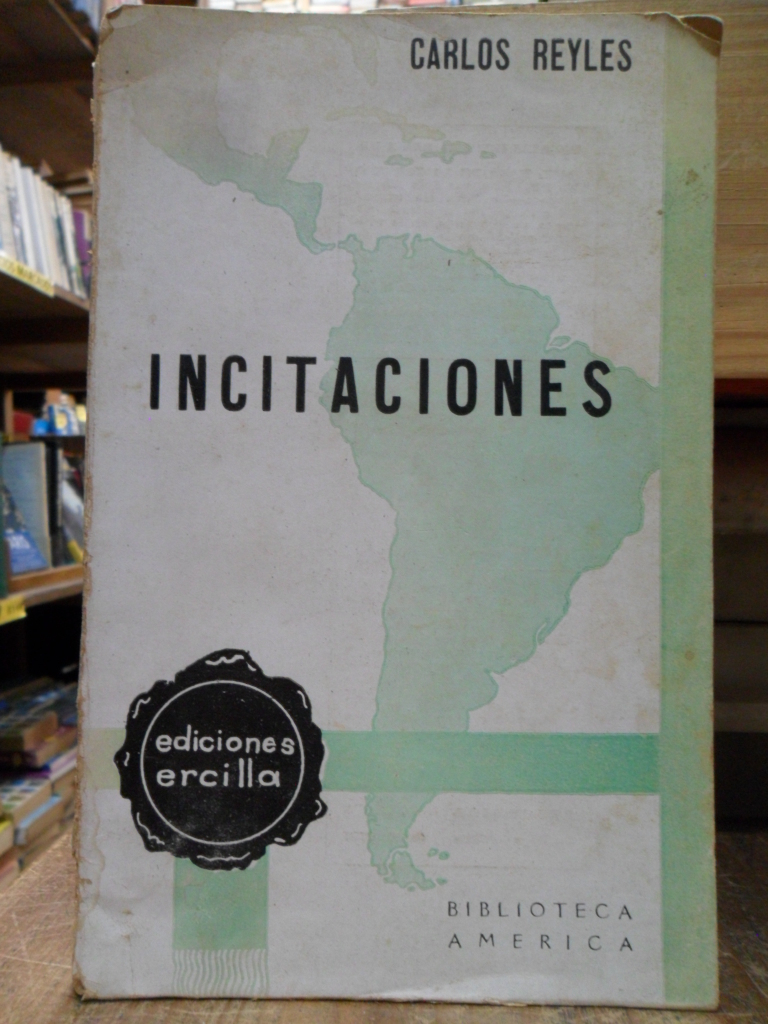 CARLOS REYLES
INCITACIONES
ediciones
ercilla
BIBLIOTECA
AMERICA